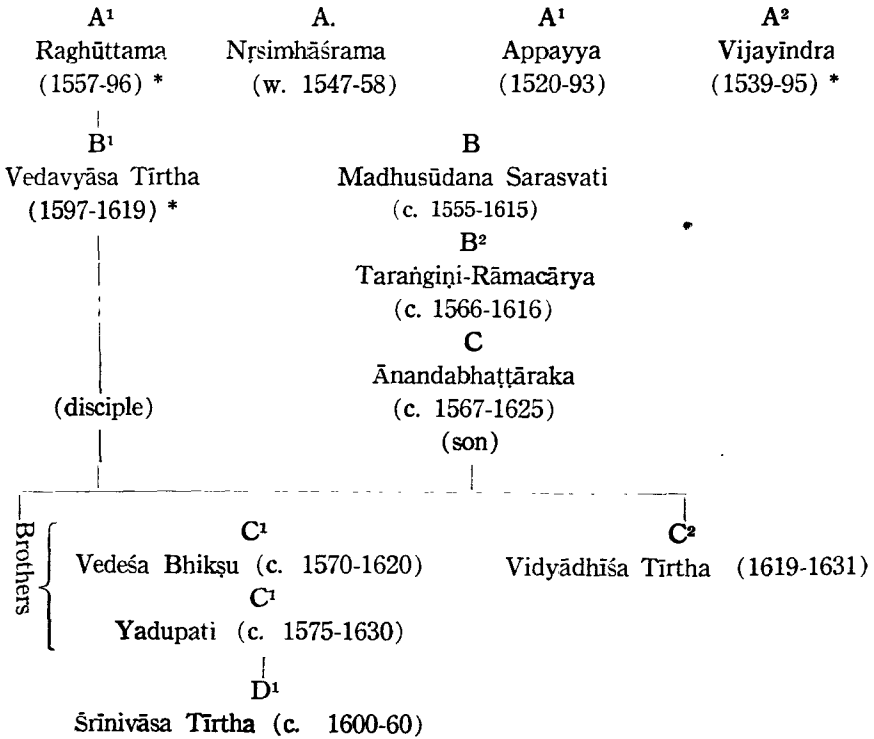 A¹ A. A¹ A²
Raghūttama Nṛsimhāśrama Appayya Vijayīndra
(1557-96) * (w. 1547-58) (1520-93) (1539-95) *
B¹ B
Vedavyāsa Tīrtha Madhusūdana Sarasvati
(1597-1619) * (c. 1555-1615)
B²
Taraṅgiṇi-Rāmacārya
(c. 1566-1616)
C
Ānandabhaṭṭāraka
(disciple) (c. 1567-1625)
(son)
Brothers
C¹ C²
Vedeśa Bhikṣu (c. 1570-1620) Vidyādhīśa Tīrtha (1619-1631)
C¹
Yadupati (c. 1575-1630)
D¹
Śrīnivāsa Tīrtha (c. 1600-60)